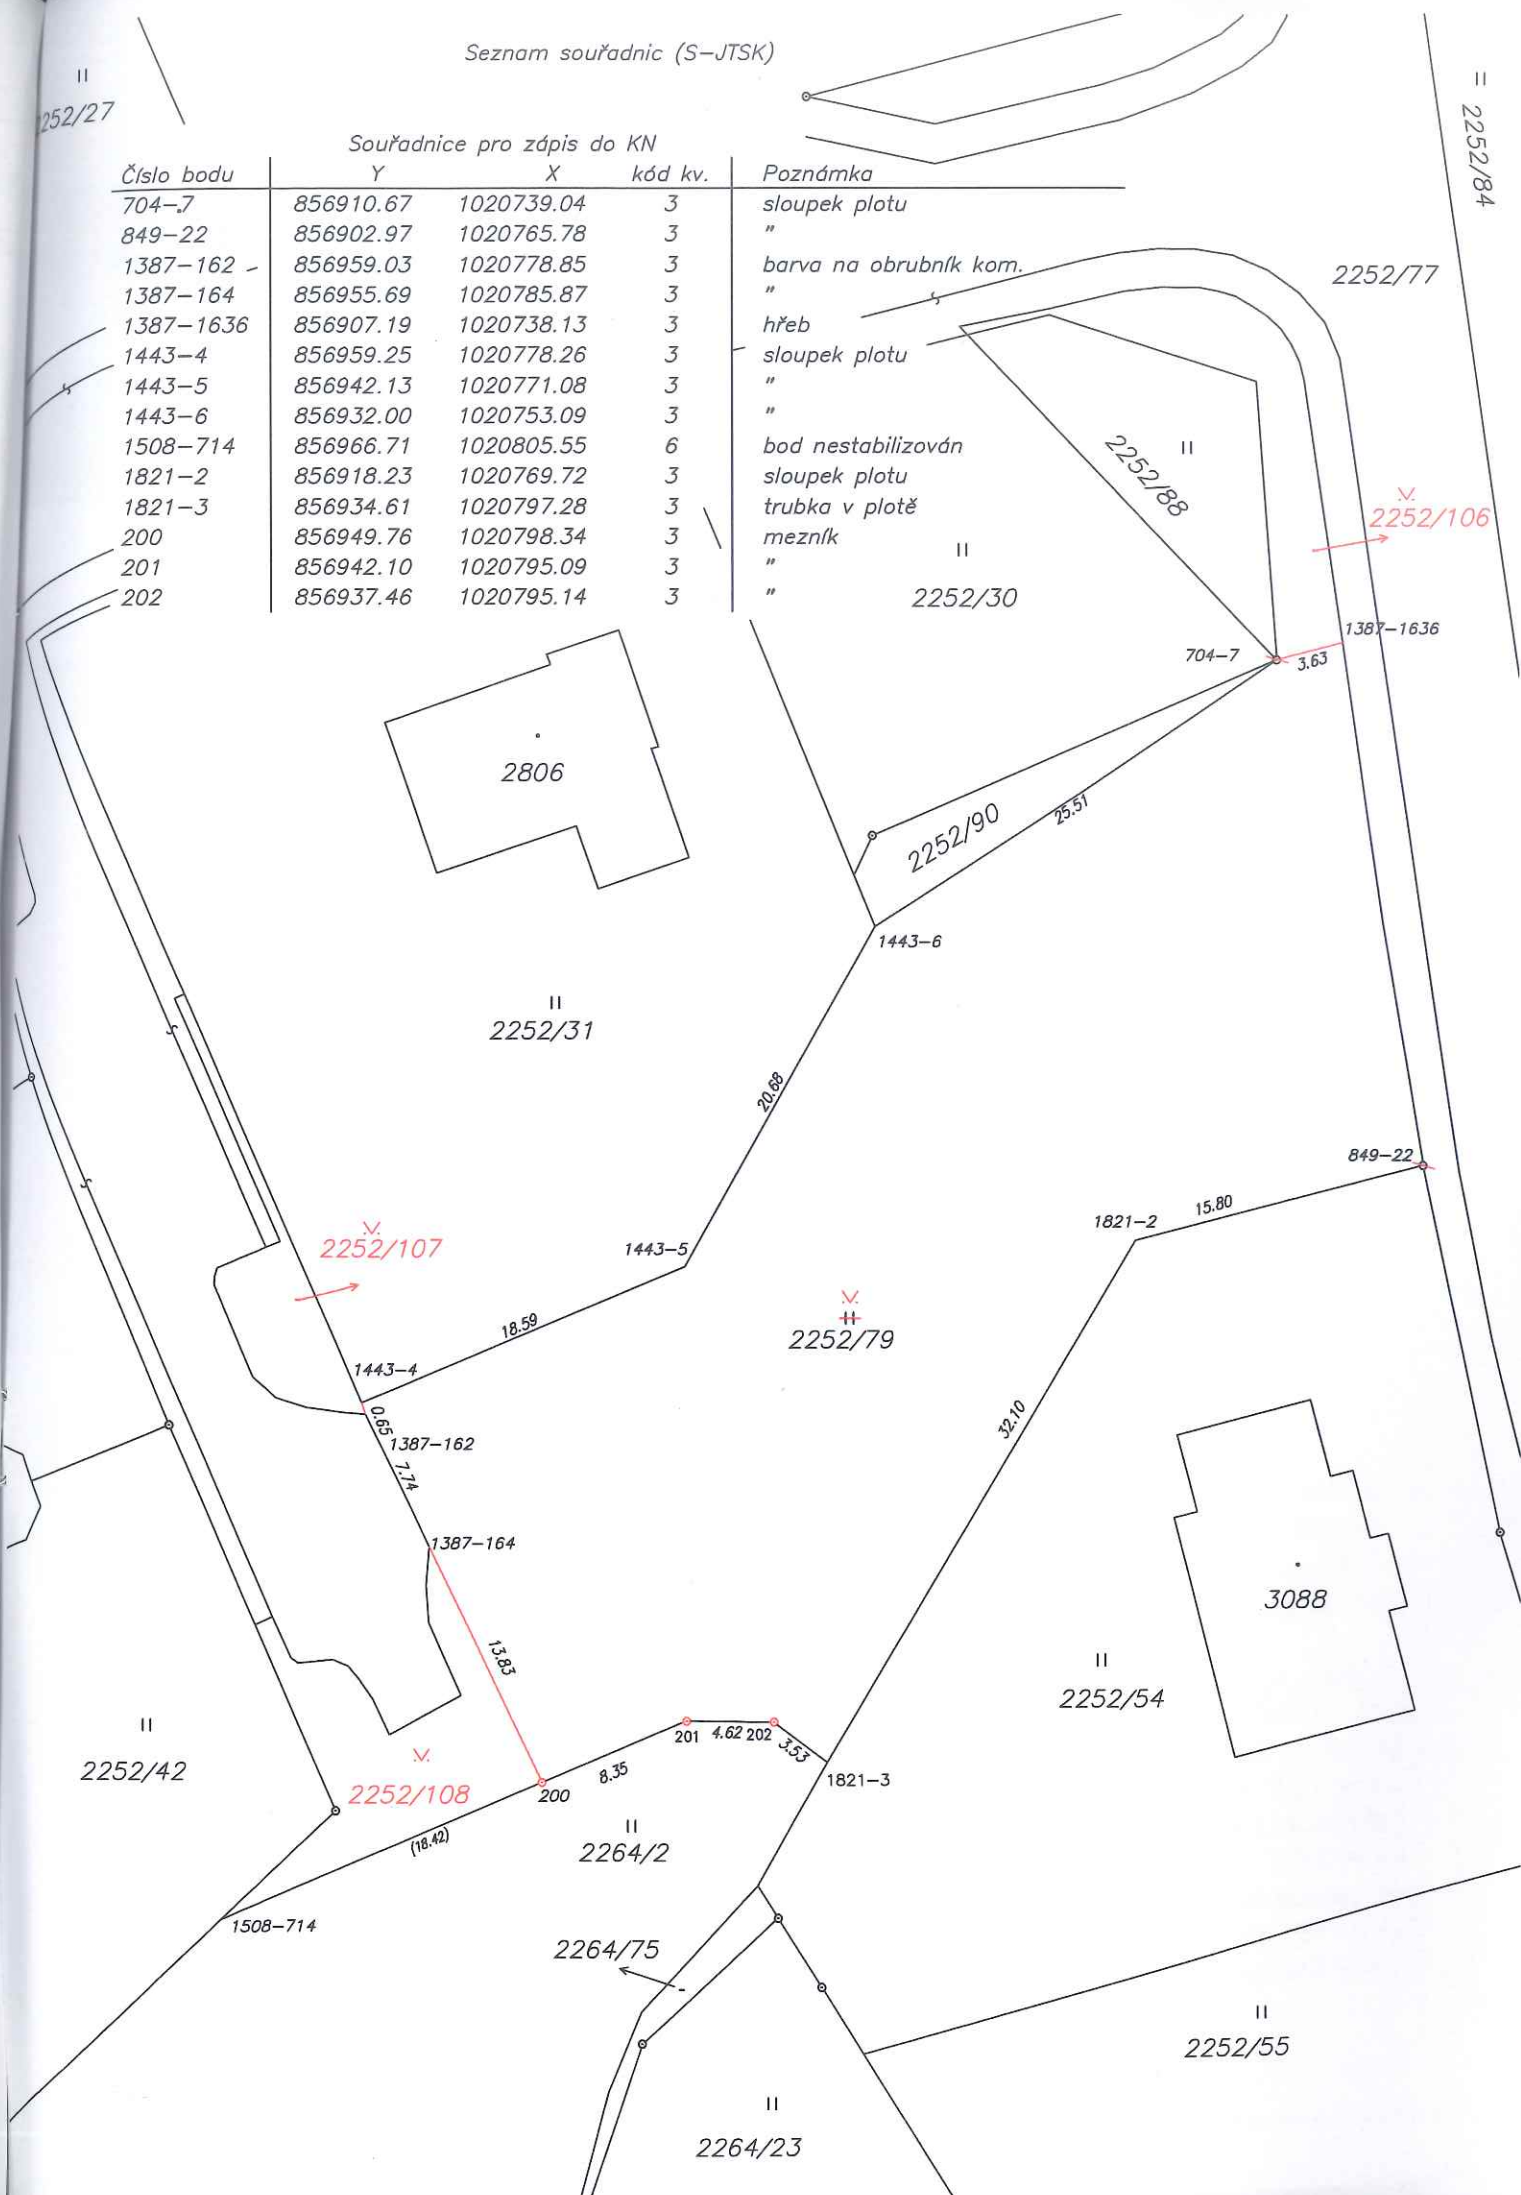 Seznam souřadnic (S-JTSK)
Souřadnice pro zápis do KN
Číslo bodu Y X kód kv. Poznámka
704-7 856910.67 1020739.04 3 sloupek plotu
849-22 856902.97 1020765.78 3 "
1387-162 856959.03 1020778.85 3 barva na obrubník kom.
1387-164 856955.69 1020785.87 3 "
1387-1636 856907.19 1020738.13 3 hřeb
1443-4 856959.25 1020778.26 3 sloupek plotu
1443-5 856942.13 1020771.08 3 "
1443-6 856932.00 1020753.09 3 "
1508-714 856966.71 1020805.55 6 bod nestabilizován
1821-2 856918.23 1020769.72 3 sloupek plotu
1821-3 856934.61 1020797.28 3 trubka v plotě
200 856949.76 1020798.34 3 mezník
201 856942.10 1020795.09 3 "
202 856937.46 1020795.14 3 "
2252/27
2252/84
2252/77
2252/88
2252/106
2252/30
1387-1636
704-7
3.63
2806
2252/90
25.51
1443-6
2252/31
20.68
849-22
15.80
1821-2
2252/107
1443-5
18.59
2252/79
1443-4
0.65
1387-162
7.74
32.10
1387-164
3088
13.83
2252/54
201 4.62 202
3.53
2252/42
2252/108
8.35
1821-3
200
(18.42)
2264/2
1508-714
2264/75
2252/55
2264/23